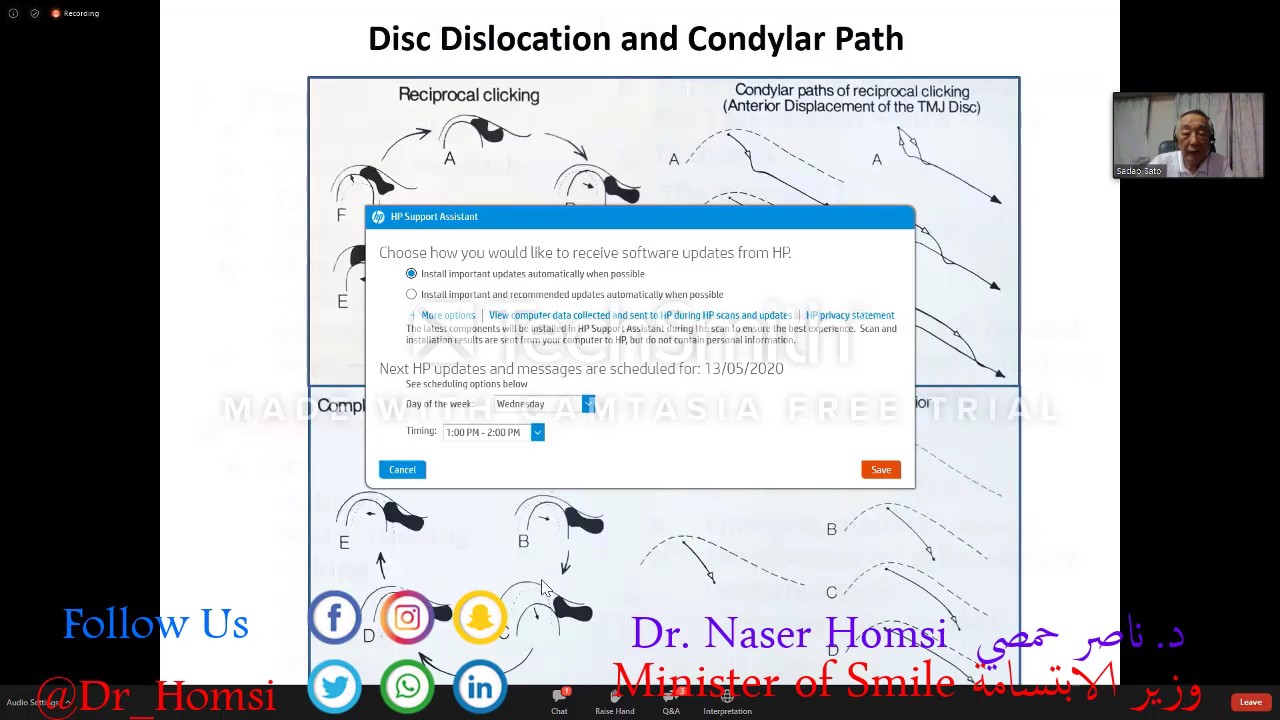 Recording
Disc Dislocation and Condylar Path
Reciprocal clicking
Condylar paths of reciprocal clicking
(Anterior Displacement of the TMJ Disc)
A
A
A
F
E
Sadao Sato
HP Support Assistant
Choose how you would like to receive software updates from HP.
Install important updates automatically when possible
Install important and recommended updates automatically when possible
+ More options | View computer data collected and sent to HP during HP scans and updates | HP privacy statement
The latest components will be installed in HP Support Assistant during the scan to ensure the best experience. Scan and
installation results are sent from your computer to HP, but do not contain personal information.
TechSmith
Next HP updates and messages are scheduled for: 13/05/2020
See scheduling options below
Day of the week: Wednesday
MADE WITH CAMTASIA FREE TRIAL
Timing: 1:00 PM - 2:00 PM
Cancel
Save
E
B
B
C
D
C
D
Follow Us
Dr. Naser Homsi د. ناصر حمصي
@Dr_Homsi
Minister of Smile وزير الابتسامة
Audio Settings
Chat
Raise Hand
Q&A
Interpretation
Leave